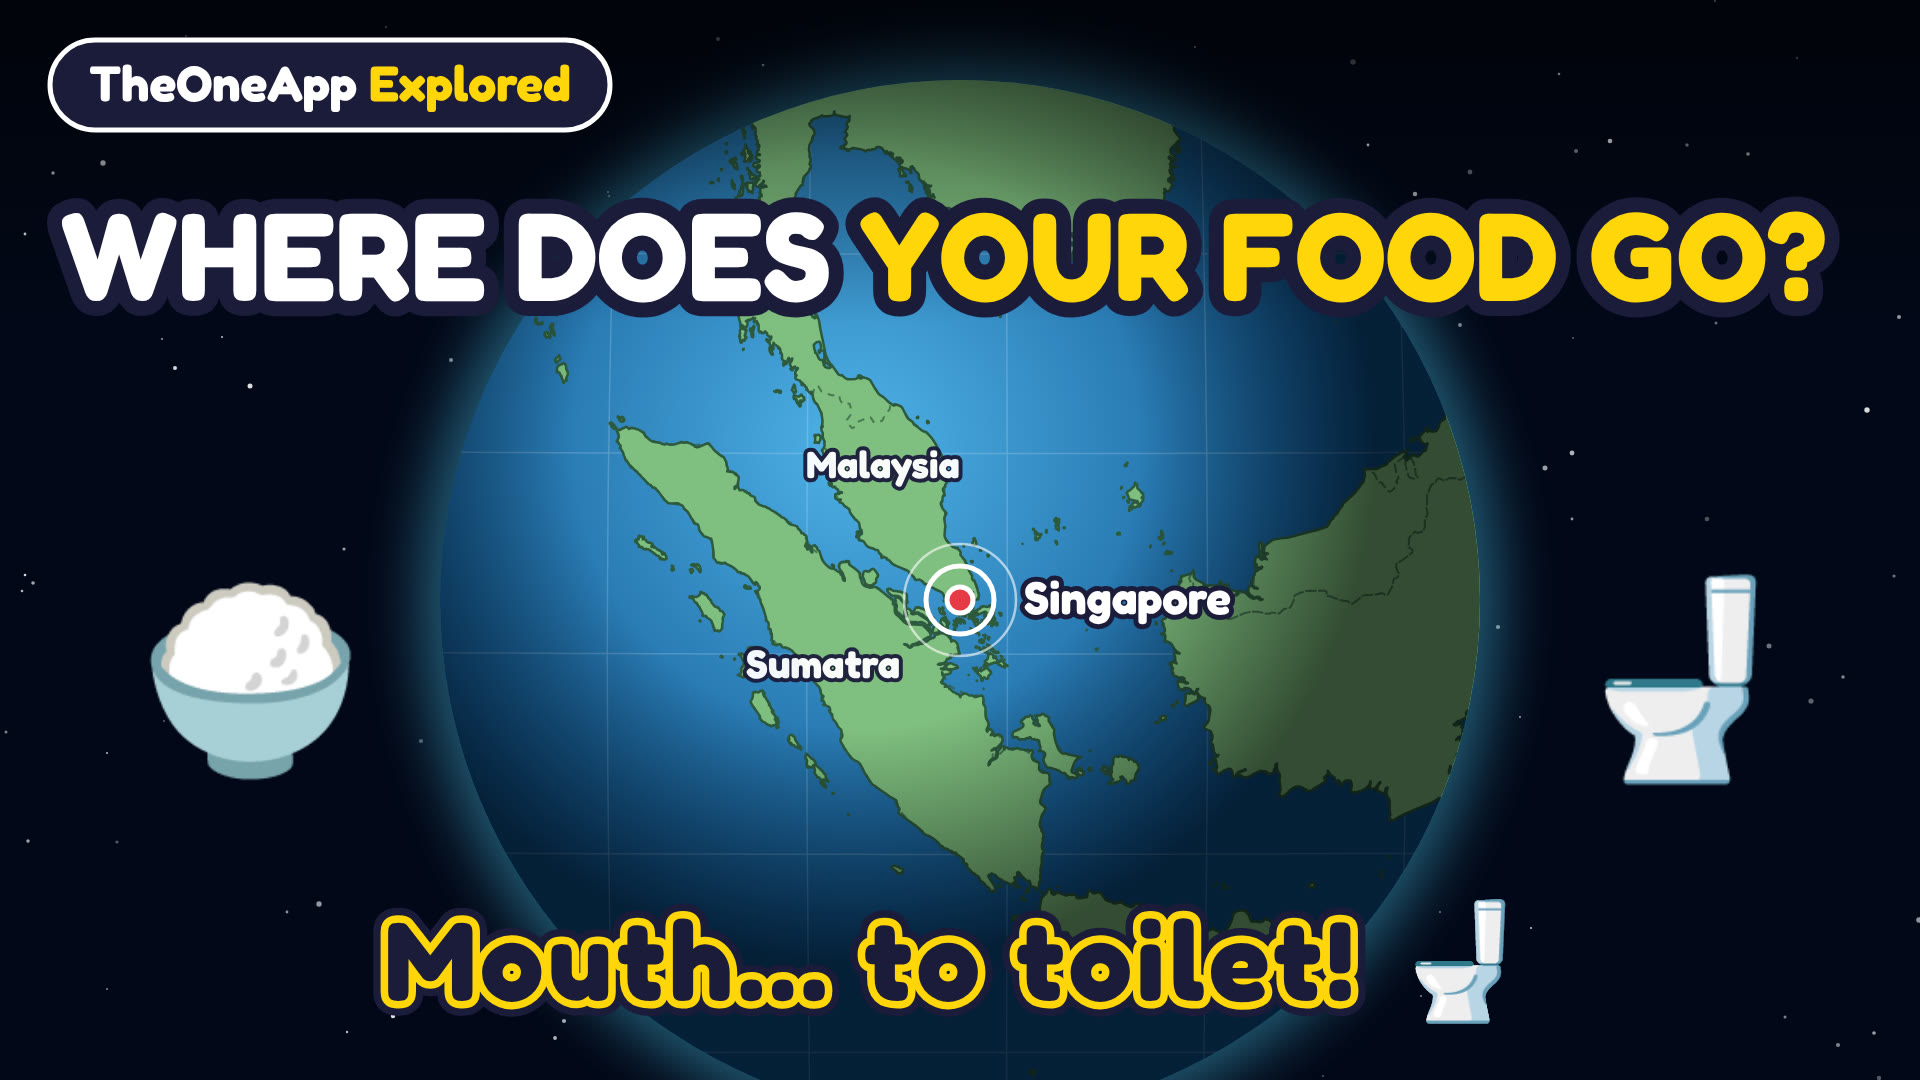 TheOneApp Explored
WHERE DOES YOUR FOOD GO?
Malaysia
Singapore
Sumatra
Mouth... to toilet!